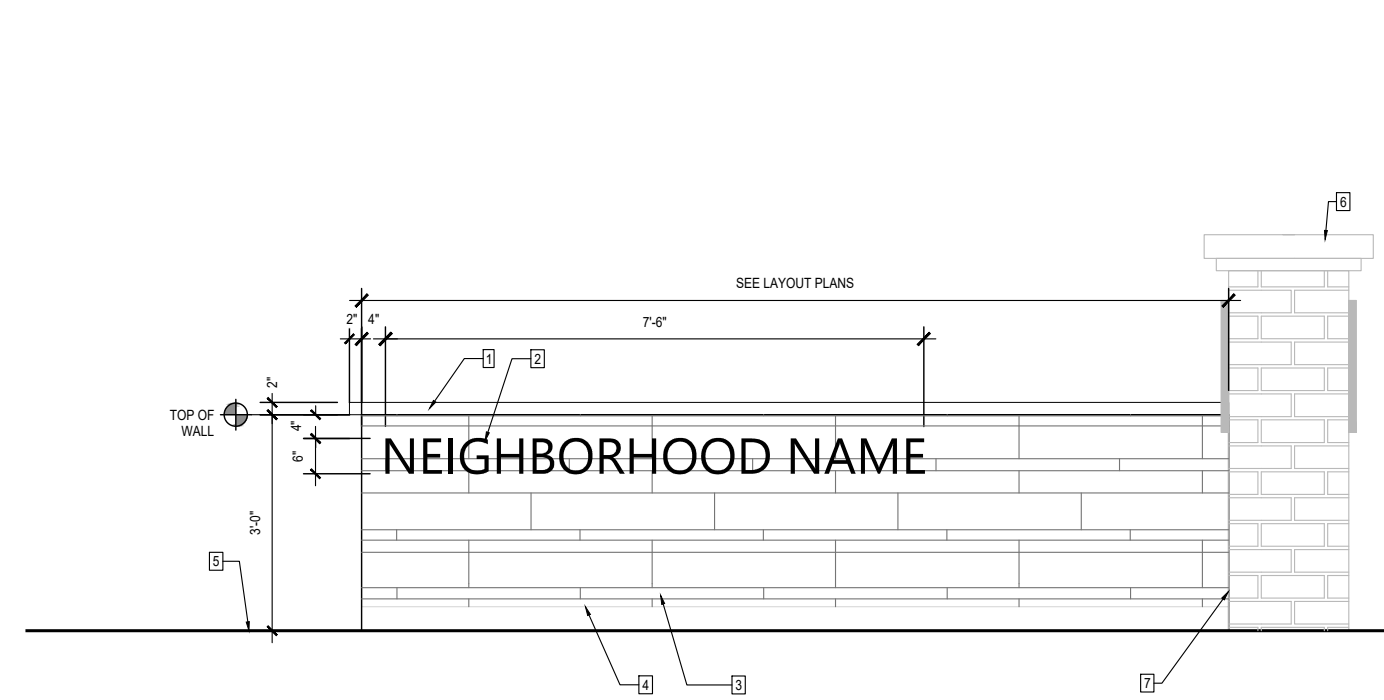 6
SEE LAYOUT PLANS
2" 4" 7'-6"
1 2
2"
TOP OF
WALL
4"
6"
NEIGHBORHOOD NAME
3'-0"
5
4 3 7